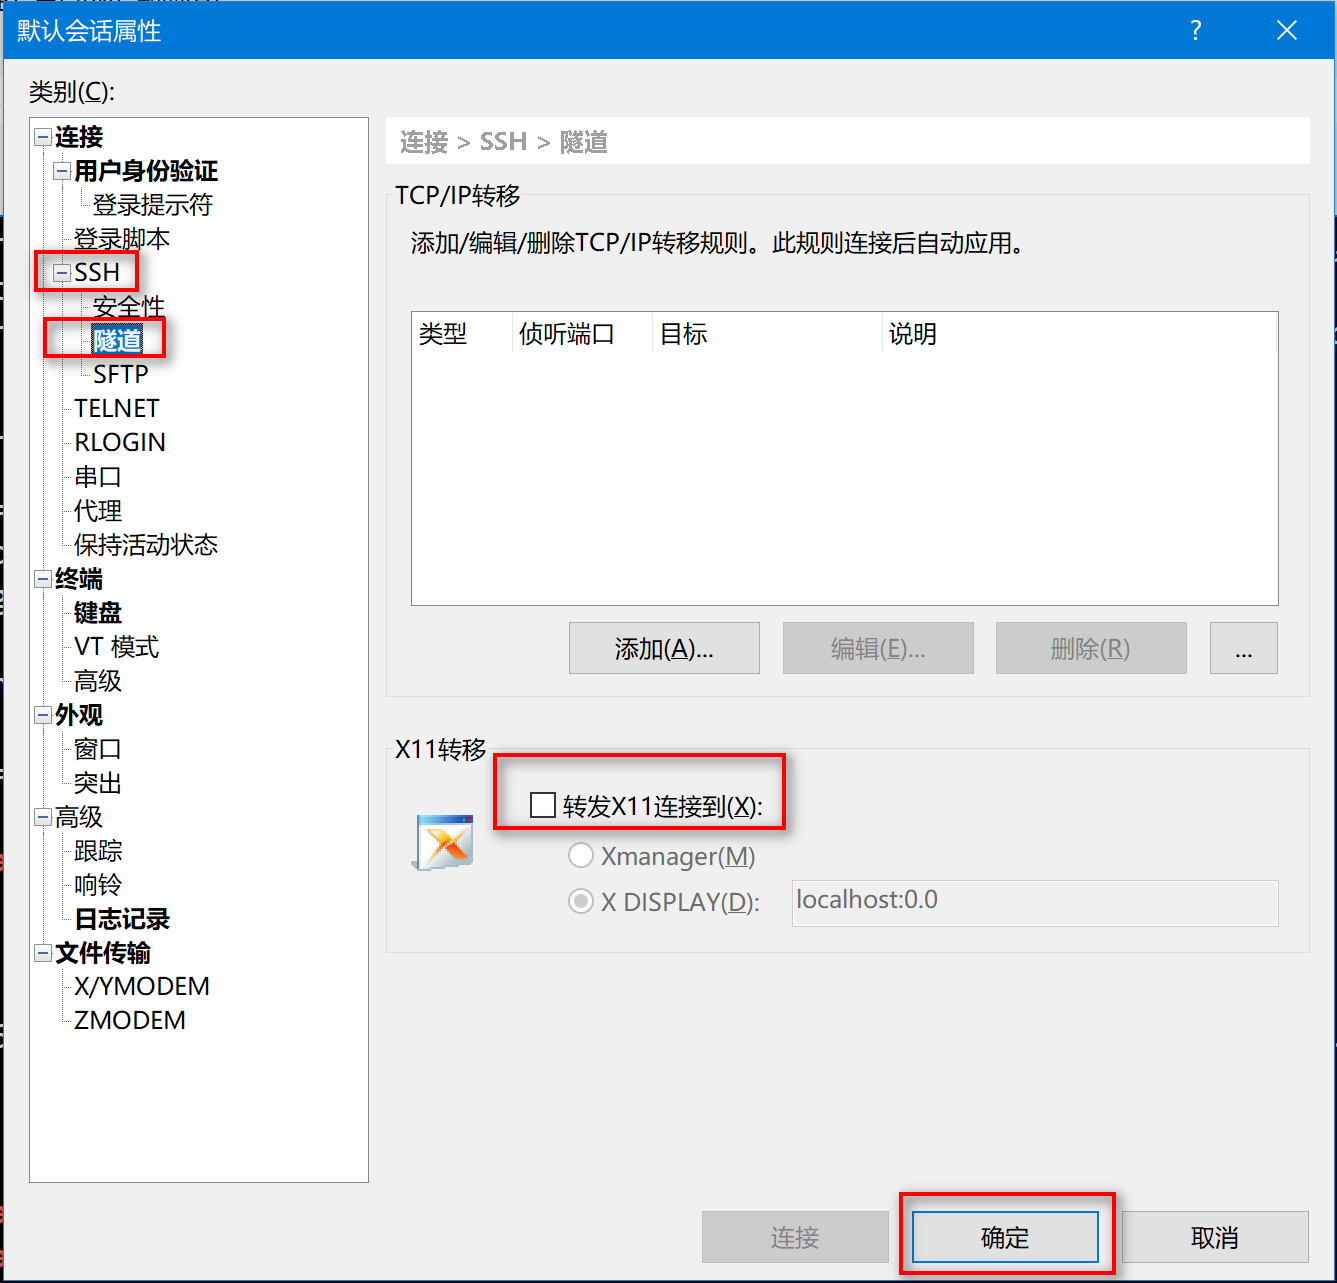 默认会话属性
?
类别(C):
连接
用户身份验证
登录提示符
登录脚本
SSH
安全性
隧道
SFTP
TELNET
RLOGIN
串口
代理
保持活动状态
终端
键盘
VT 模式
高级
外观
窗口
突出
高级
跟踪
响铃
日志记录
文件传输
X/YMODEM
ZMODEM
连接 > SSH > 隧道
TCP/IP转移
添加/编辑/删除TCP/IP转移规则。此规则连接后自动应用。
类型 侦听端口 目标 说明
添加(A)... 编辑(E)... 删除(R) ...
X11转移
转发X11连接到(X):
Xmanager(M)
X DISPLAY(D): localhost:0.0
连接 确定 取消